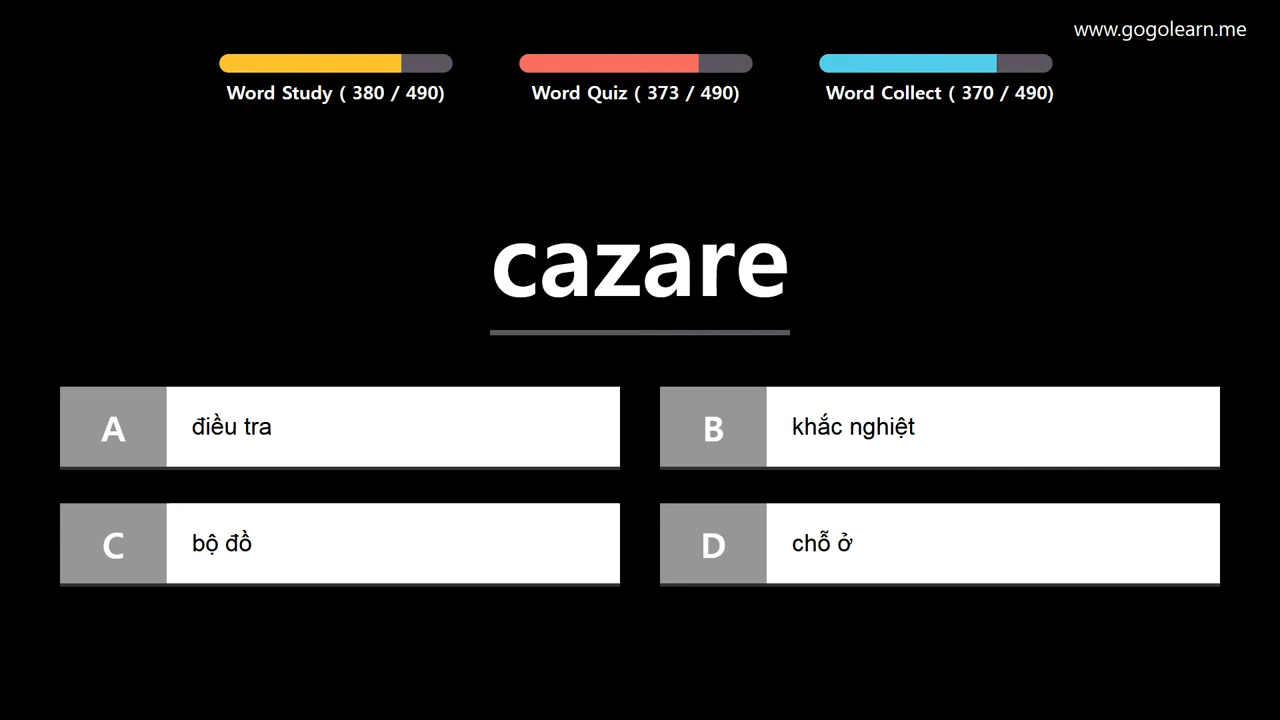 www.gogolearn.me
Word Study ( 380 / 490)
Word Quiz ( 373 / 490)
Word Collect ( 370 / 490)
cazare
A điều tra
B khắc nghiệt
C bộ đồ
D chỗ ở